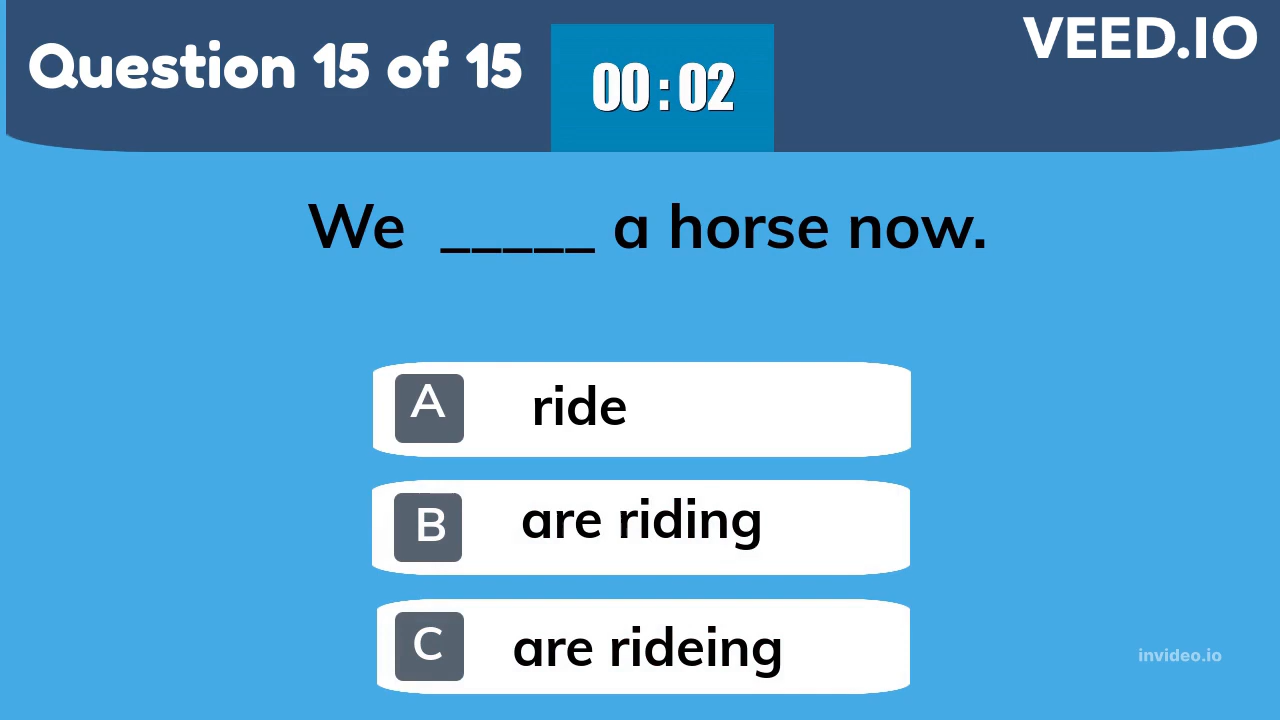 Question 15 of 15
00 : 02
VEED.IO
We _____ a horse now.
A ride
B are riding
C are rideing
invideo.io